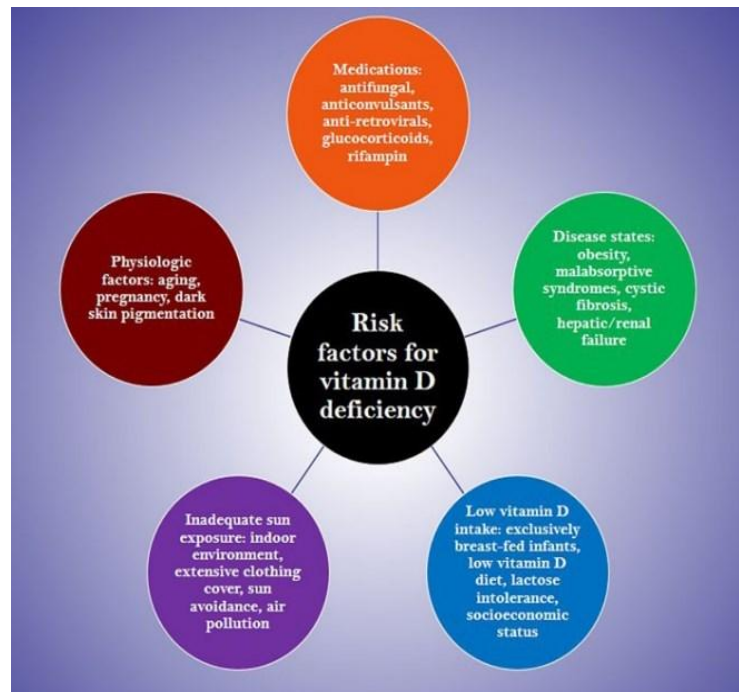 Medications:
antifungal,
anticonvulsants,
anti-retrovirals,
glucocorticoids,
rifampin
Physiologic
factors: aging,
pregnancy, dark
skin pigmentation
Disease states:
obesity,
malabsorptive
syndromes, cystic
fibrosis,
hepatic/renal
failure
Risk
factors for
vitamin D
deficiency
Inadequate sun
exposure: indoor
environment,
extensive clothing
cover, sun
avoidance, air
pollution
Low vitamin D
intake: exclusively
breast-fed infants,
low vitamin D
diet, lactose
intolerance,
socioeconomic
status